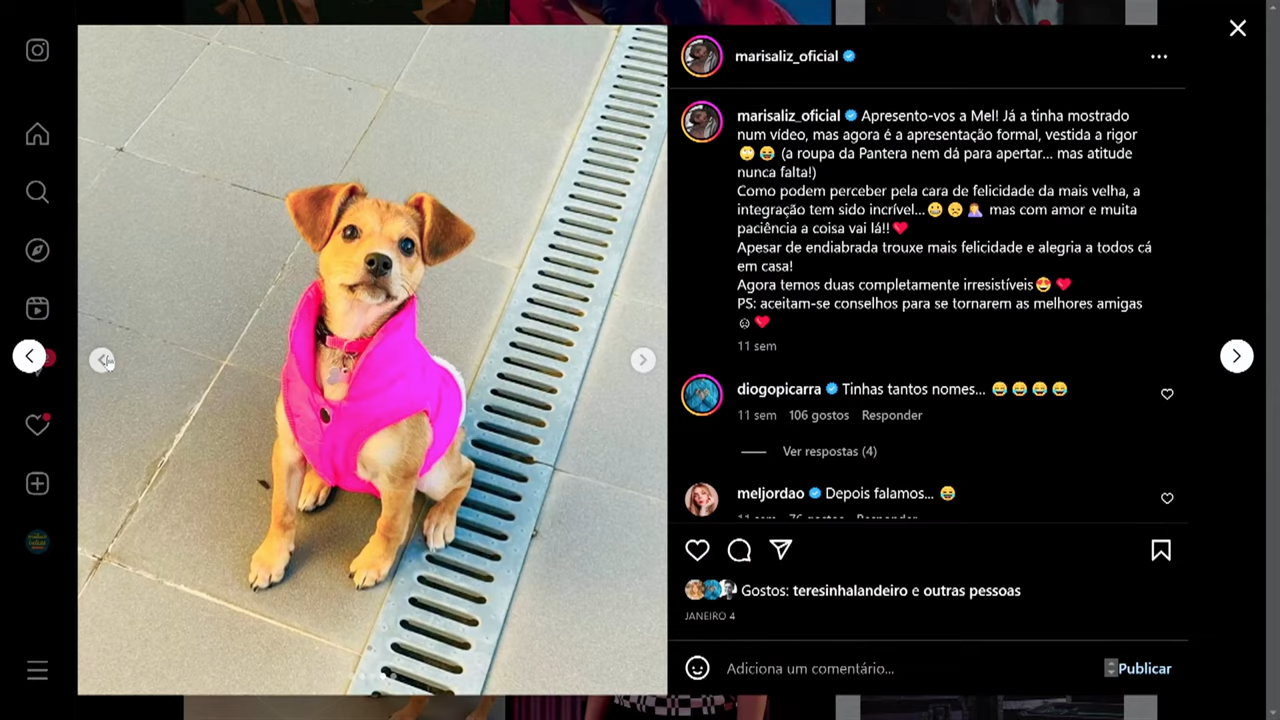 marisaliz_oficial
marisaliz_oficial Apresento-vos a Mel! Já a tinha mostrado
num vídeo, mas agora é a apresentação formal, vestida a rigor
🙄 😂 (a roupa da Pantera nem dá para apertar... mas atitude
nunca falta!)
Como podem perceber pela cara de felicidade da mais velha, a
integração tem sido incrível...😬 😣 🤦‍♀️ mas com amor e muita
paciência a coisa vai lá!!❤️
Apesar de endiabrada trouxe mais felicidade e alegria a todos cá
em casa!
Agora temos duas completamente irresistíveis😍 ❤️
PS: aceitam-se conselhos para se tornarem as melhores amigas
☹ ❤️
11 sem
diogopicarra Tinhas tantos nomes... 😂 😂 😂 😂
11 sem 106 gostos Responder
Ver respostas (4)
meljordao Depois falamos... 😂
11 sem 76 gostos Responder
Gostos: teresinhalandeiro e outras pessoas
JANEIRO 4
Adiciona um comentário...
Publicar